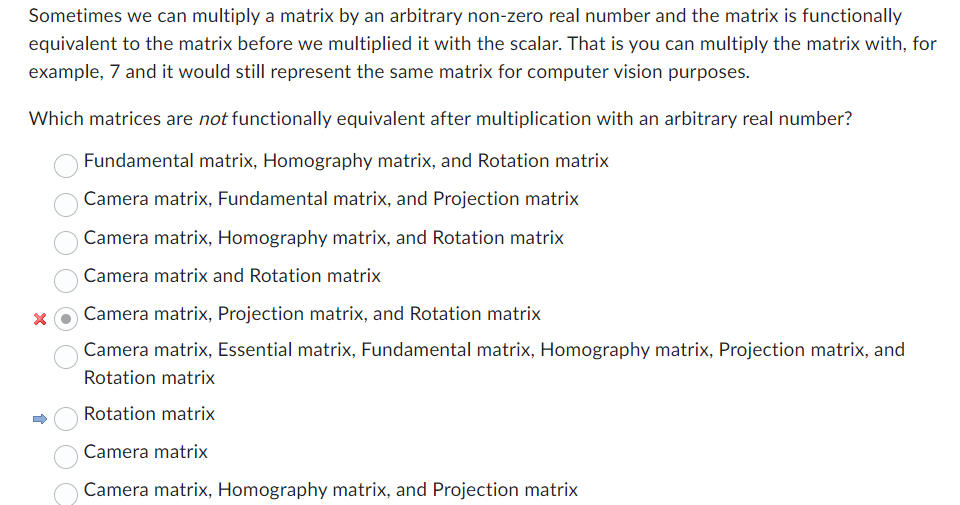 Sometimes we can multiply a matrix by an arbitrary non-zero real number and the matrix is functionally
equivalent to the matrix before we multiplied it with the scalar. That is you can multiply the matrix with, for
example, 7 and it would still represent the same matrix for computer vision purposes.
Which matrices are not functionally equivalent after multiplication with an arbitrary real number?
Fundamental matrix, Homography matrix, and Rotation matrix
Camera matrix, Fundamental matrix, and Projection matrix
Camera matrix, Homography matrix, and Rotation matrix
Camera matrix and Rotation matrix
Camera matrix, Projection matrix, and Rotation matrix
Camera matrix, Essential matrix, Fundamental matrix, Homography matrix, Projection matrix, and
Rotation matrix
Rotation matrix
Camera matrix
Camera matrix, Homography matrix, and Projection matrix